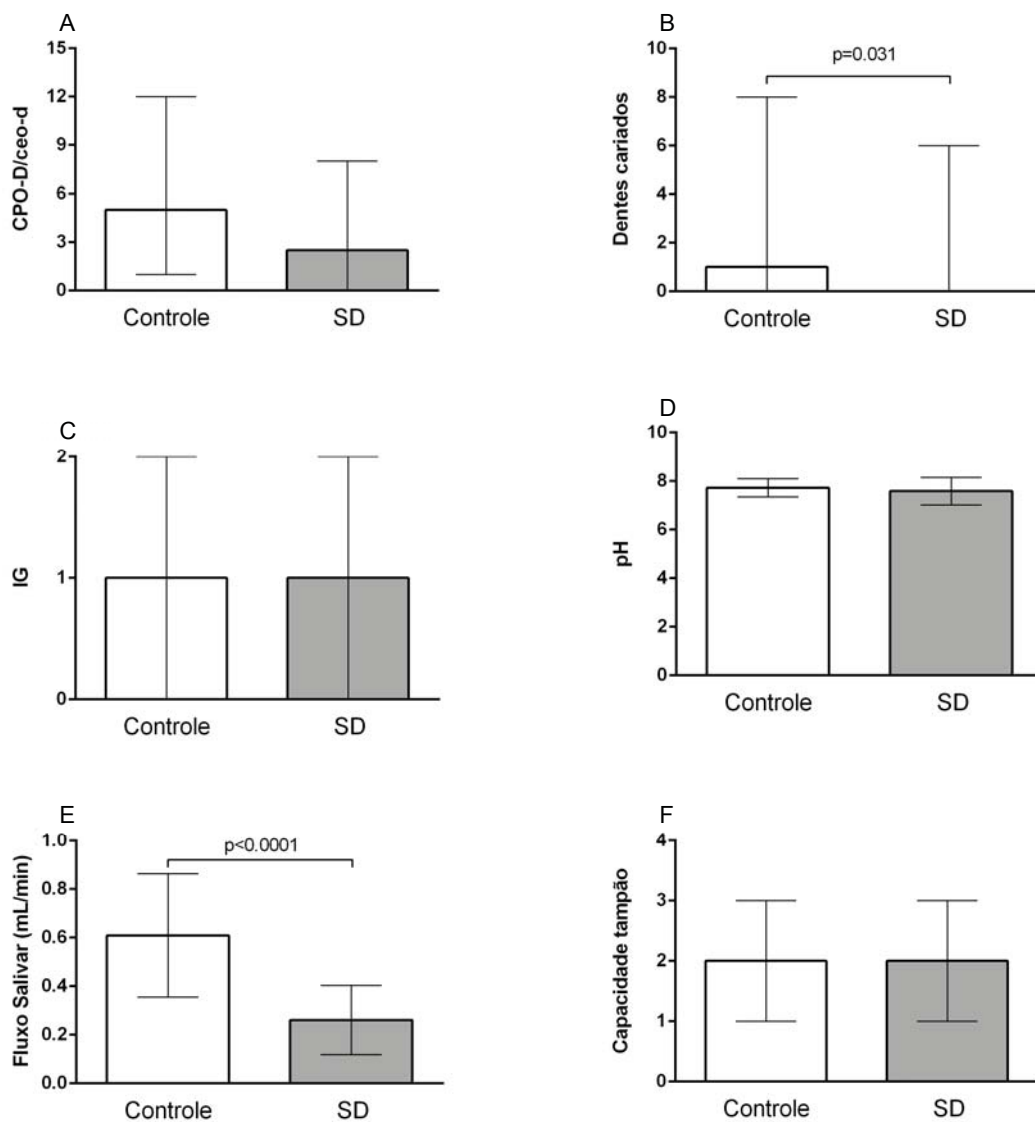 A
CPO-D/ceo-d
15
12
9
6
3
0
Controle SD
B
p=0.031
Dentes cariados
10
8
6
4
2
0
Controle SD
C
IG
2
1
0
Controle SD
D
pH
10
8
6
4
2
0
Controle SD
E
p<0.0001
Fluxo Salivar (mL/min)
1.0
0.8
0.6
0.4
0.2
0.0
Controle SD
F
Capacidade tampão
4
3
2
1
0
Controle SD